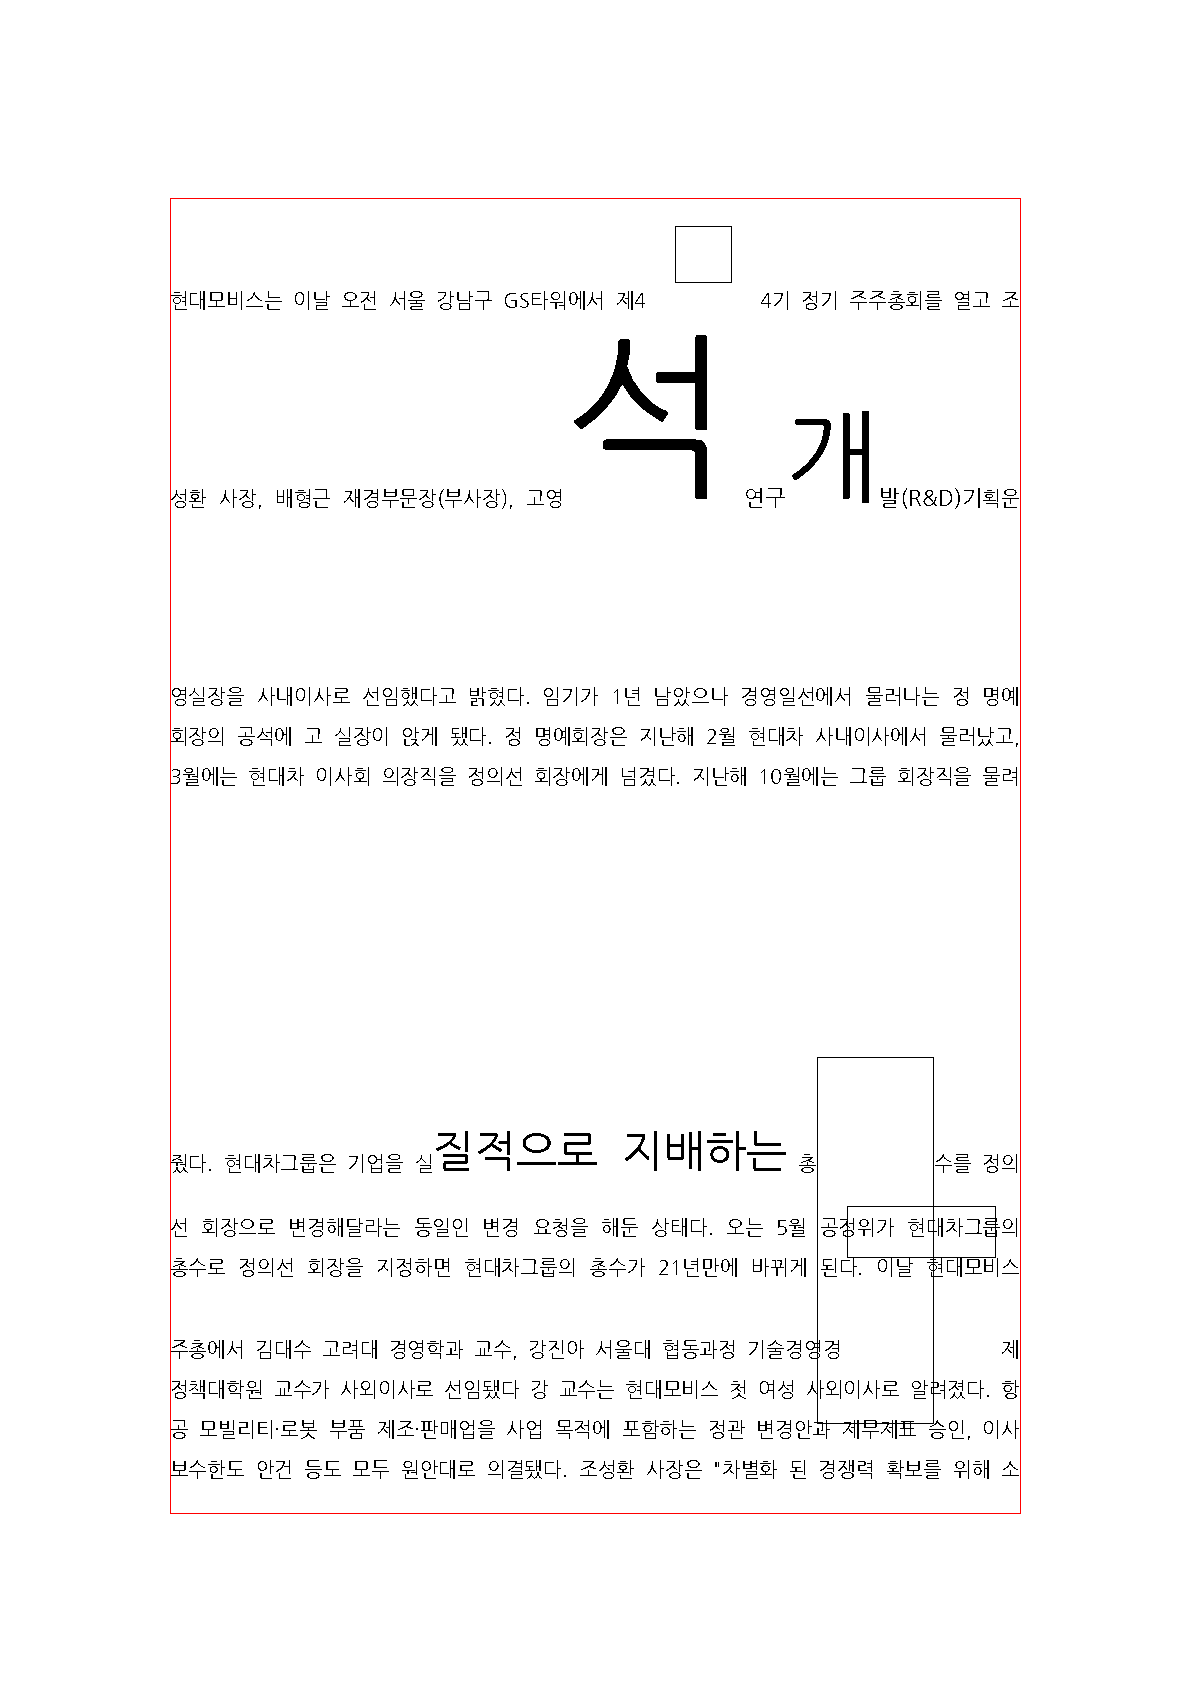 현대모비스는 이날 오전 서울 강남구 GS타워에서 제4 4기 정기 주주총회를 열고 조
성환 사장, 배형근 재경부문장(부사장), 고영석 연구개발(R&D)기획운
영실장을 사내이사로 선임했다고 밝혔다. 임기가 1년 남았으나 경영일선에서 물러나는 정 명예
회장의 공석에 고 실장이 앉게 됐다. 정 명예회장은 지난해 2월 현대차 사내이사에서 물러났고,
3월에는 현대차 이사회 의장직을 정의선 회장에게 넘겼다. 지난해 10월에는 그룹 회장직을 물려
줬다. 현대차그룹은 기업을 실질적으로 지배하는 총수를 정의
선 회장으로 변경해달라는 동일인 변경 요청을 해둔 상태다. 오는 5월 공정위가 현대차그룹의
총수로 정의선 회장을 지정하면 현대차그룹의 총수가 21년만에 바뀌게 된다. 이날 현대모비스
주총에서 김대수 고려대 경영학과 교수, 강진아 서울대 협동과정 기술경영경 제
정책대학원 교수가 사외이사로 선임됐다 강 교수는 현대모비스 첫 여성 사외이사로 알려졌다. 항
공 모빌리티·로봇 부품 제조·판매업을 사업 목적에 포함하는 정관 변경안과 제무제표 승인, 이사
보수한도 안건 등도 모두 원안대로 의결됐다. 조성환 사장은 "차별화 된 경쟁력 확보를 위해 소